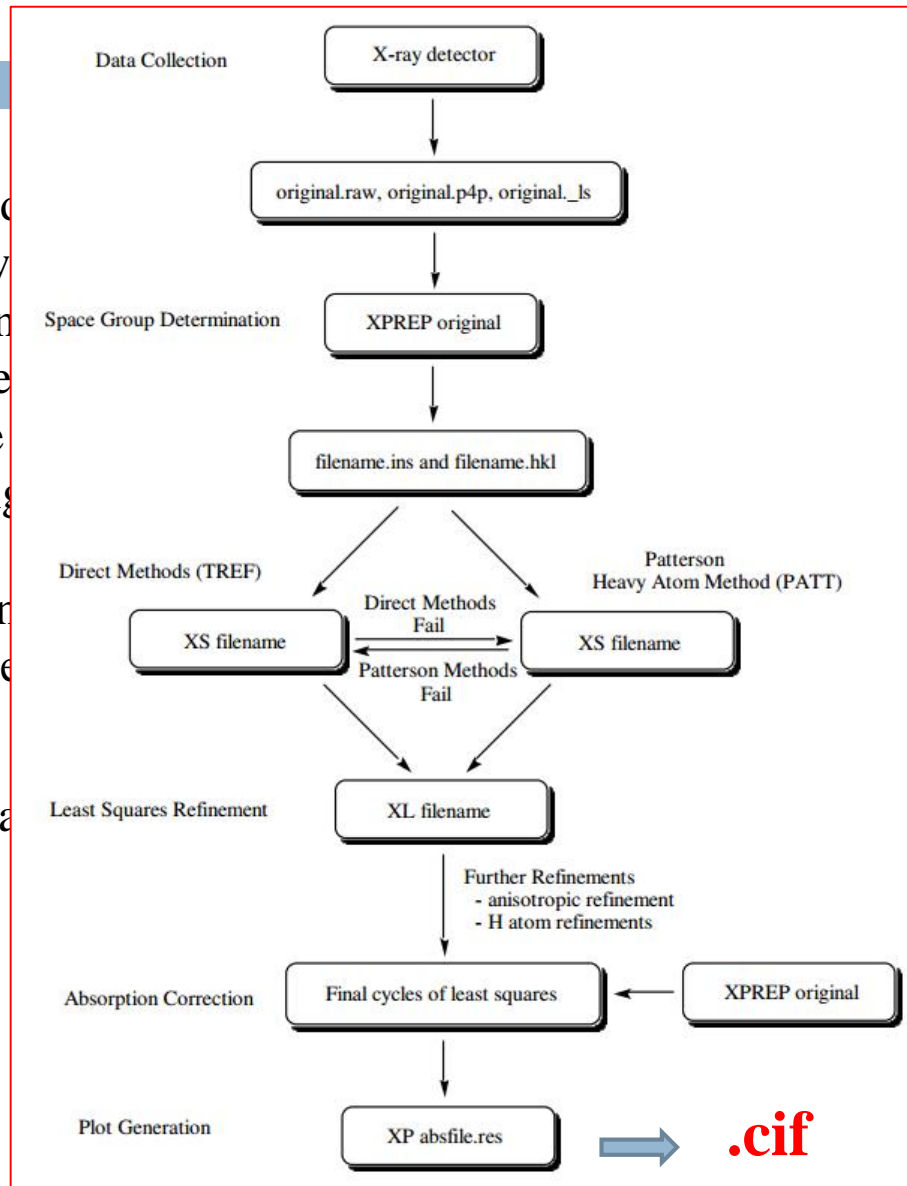 Data Collection
X-ray detector
original.raw, original.p4p, original._ls
Space Group Determination
XPREP original
filename.ins and filename.hkl
Direct Methods (TREF)
Patterson
Heavy Atom Method (PATT)
XS filename
Direct Methods
Fail
Patterson Methods
Fail
XS filename
Least Squares Refinement
XL filename
Further Refinements
- anisotropic refinement
- H atom refinements
Absorption Correction
Final cycles of least squares
XPREP original
Plot Generation
XP absfile.res
.cif